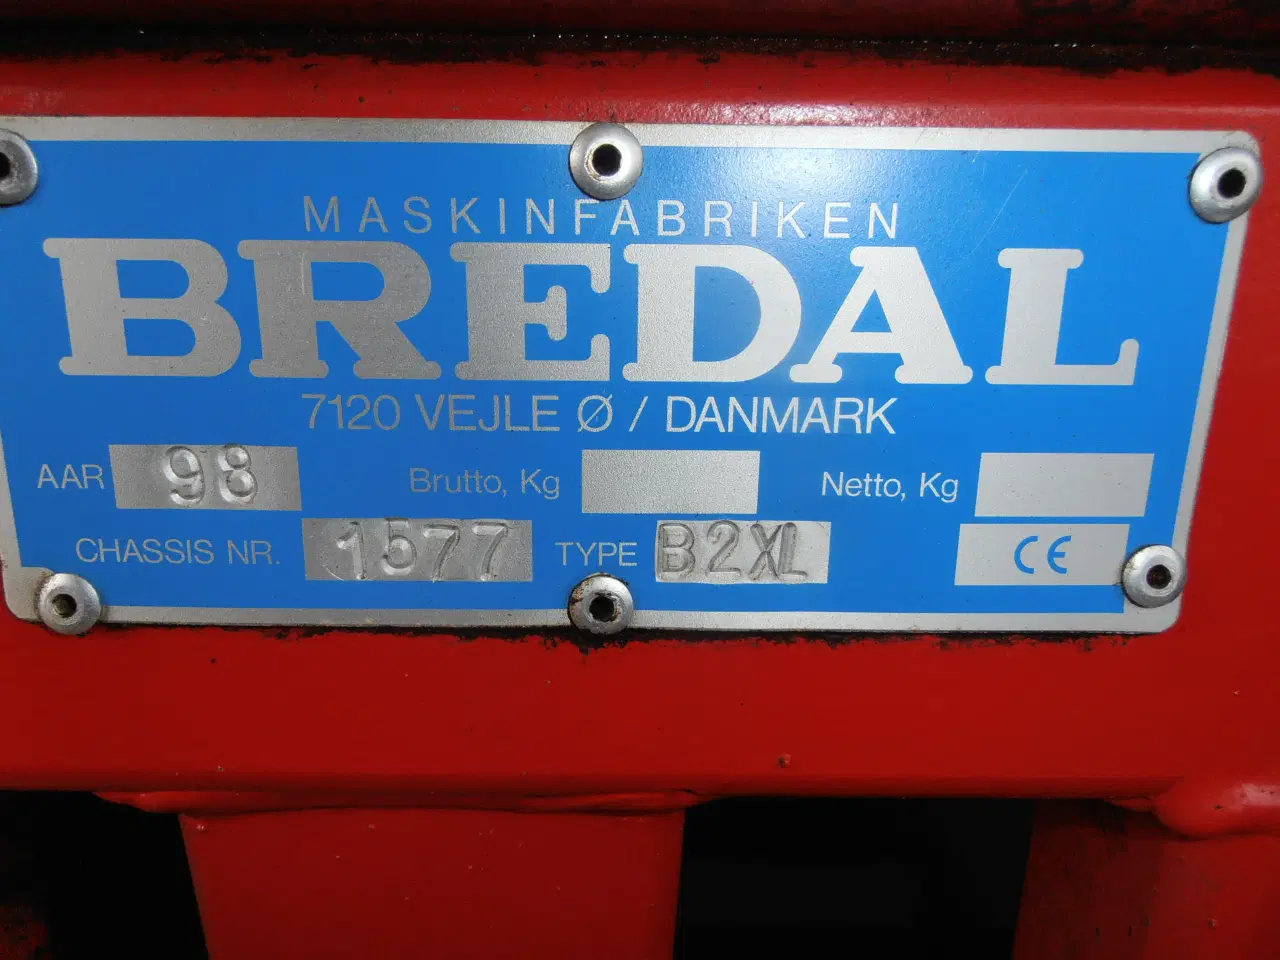 MASKINFABRIKEN
BREDAL
7120 VEJLE Ø / DANMARK
AAR 98 Brutto, Kg Netto, Kg
CHASSIS NR. 1577 TYPE B2XL CE